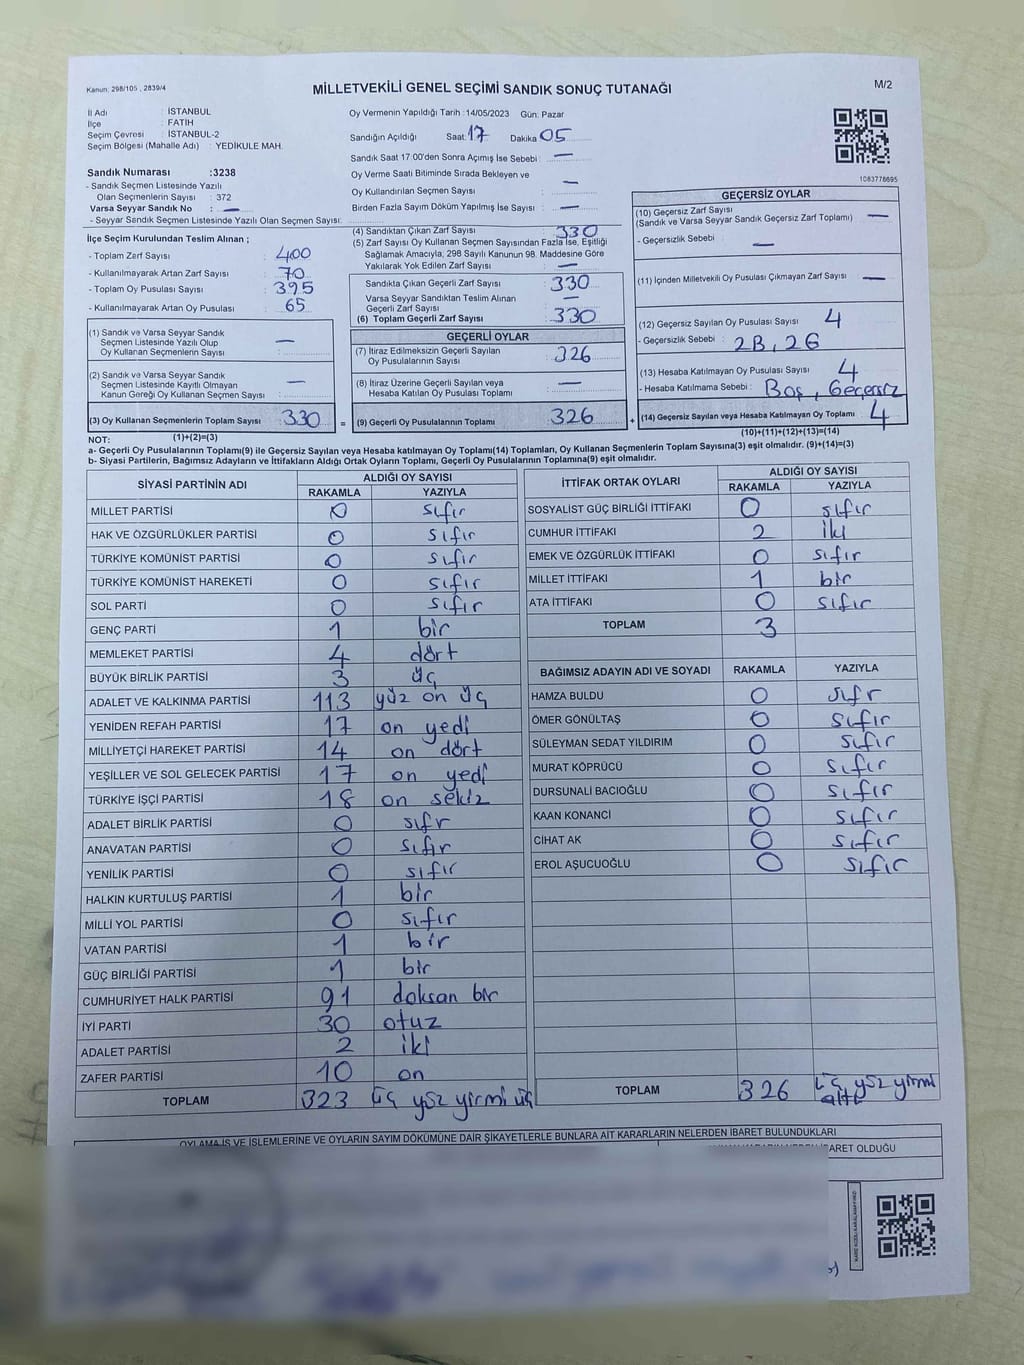 Kanun: 298/105 , 2839/4
MİLLETVEKİLİ GENEL SEÇİMİ SANDIK SONUÇ TUTANAĞI
M/2
İl Adı : İSTANBUL
İlçe : FATİH
Seçim Çevresi : İSTANBUL-2
Seçim Bölgesi (Mahalle Adı) : YEDİKULE MAH.
Sandık Numarası :3238
- Sandık Seçmen Listesinde Yazılı
Olan Seçmenlerin Sayısı : 372
Varsa Seyyar Sandık No : —
- Seyyar Sandık Seçmen Listesinde Yazılı Olan Seçmen Sayısı:
Oy Vermenin Yapıldığı Tarih :14/05/2023 Gün: Pazar
Sandığın Açıldığı Saat: 17 Dakika 05
Sandık Saat 17:00'den Sonra Açımış İse Sebebi : —
Oy Verme Saati Bitiminde Sırada Bekleyen ve
Oy Kullandırılan Seçmen Sayısı : —
Birden Fazla Sayım Döküm Yapılmış İse Sayısı : —
1083778695
İlçe Seçim Kurulundan Teslim Alınan ;
- Toplam Zarf Sayısı : 400
- Kullanılmayarak Artan Zarf Sayısı : 70
- Toplam Oy Pusulası Sayısı : 395
- Kullanılmayarak Artan Oy Pusulası : 65
(1) Sandık ve Varsa Seyyar Sandık
Seçmen Listesinde Yazılı Olup
Oy Kullanan Seçmenlerin Sayısı : —
(2) Sandık ve Varsa Seyyar Sandık
Seçmen Listesinde Kayıtlı Olmayan
Kanun Gereği Oy Kullanan Seçmen Sayısı : —
(3) Oy Kullanan Seçmenlerin Toplam Sayısı : 330
(1)+(2)=(3)
(4) Sandıktan Çıkan Zarf Sayısı : 330
(5) Zarf Sayısı Oy Kullanan Seçmen Sayısından Fazla İse, Eşitliği
Sağlamak Amacıyla, 298 Sayılı Kanunun 98. Maddesine Göre
Yakılarak Yok Edilen Zarf Sayısı : —
Sandıkta Çıkan Geçerli Zarf Sayısı : 330
Varsa Seyyar Sandıktan Teslim Alınan
Geçerli Zarf Sayısı : —
(6) Toplam Geçerli Zarf Sayısı : 330
GEÇERLİ OYLAR
(7) İtiraz Edilmeksizin Geçerli Sayılan
Oy Pusulalarının Sayısı : 326
(8) İtiraz Üzerine Geçerli Sayılan veya
Hesaba Katılan Oy Pusulası Toplamı : —
= (9) Geçerli Oy Pusulalarının Toplamı : 326
GEÇERSİZ OYLAR
(10) Geçersiz Zarf Sayısı
(Sandık ve Varsa Seyyar Sandık Geçersiz Zarf Toplamı) : —
- Geçersizlik Sebebi : —
(11) İçinden Milletvekili Oy Pusulası Çıkmayan Zarf Sayısı : —
(12) Geçersiz Sayılan Oy Pusulası Sayısı : 4
- Geçersizlik Sebebi : 2B, 2G
(13) Hesaba Katılmayan Oy Pusulası Sayısı : 4
- Hesaba Katılmama Sebebi : Boş, Geçersiz
+ (14) Geçersiz Sayılan veya Hesaba Katılmayan Oy Toplamı : 4
(10)+(11)+(12)+(13)=(14)
NOT:
a- Geçerli Oy Pusulalarının Toplamı(9) ile Geçersiz Sayılan veya Hesaba katılmayan Oy Toplamı(14) Toplamları, Oy Kullanan Seçmenlerin Toplam Sayısına(3) eşit olmalıdır. (9)+(14)=(3)
b- Siyasi Partilerin, Bağımsız Adayların ve İttifakların Aldığı Ortak Oyların Toplamı, Geçerli Oy Pusulalarının Toplamına(9) eşit olmalıdır.
SİYASİ PARTİNİN ADI ALDIĞI OY SAYISI
RAKAMLA YAZIYLA
MİLLET PARTİSİ 0 sıfır
HAK VE ÖZGÜRLÜKLER PARTİSİ 0 sıfır
TÜRKİYE KOMÜNİST PARTİSİ 0 sıfır
TÜRKİYE KOMÜNİST HAREKETİ 0 sıfır
SOL PARTİ 0 sıfır
GENÇ PARTİ 1 bir
MEMLEKET PARTİSİ 4 dört
BÜYÜK BİRLİK PARTİSİ 3 üç
ADALET VE KALKINMA PARTİSİ 113 yüz on üç
YENİDEN REFAH PARTİSİ 17 on yedi
MİLLİYETÇİ HAREKET PARTİSİ 14 on dört
YEŞİLLER VE SOL GELECEK PARTİSİ 17 on yedi
TÜRKİYE İŞÇİ PARTİSİ 18 on sekiz
ADALET BİRLİK PARTİSİ 0 sıfr
ANAVATAN PARTİSİ 0 sıfır
YENİLİK PARTİSİ 0 sıfır
HALKIN KURTULUŞ PARTİSİ 1 bir
MİLLİ YOL PARTİSİ 0 sıfır
VATAN PARTİSİ 1 bir
GÜÇ BİRLİĞİ PARTİSİ 1 bir
CUMHURİYET HALK PARTİSİ 91 doksan bir
İYİ PARTİ 30 otuz
ADALET PARTİSİ 2 iki
ZAFER PARTİSİ 10 on
TOPLAM 323 üç yüz yirmi üç
İTTİFAK ORTAK OYLARI ALDIĞI OY SAYISI
RAKAMLA YAZIYLA
SOSYALİST GÜÇ BİRLİĞİ İTTİFAKI 0 sıfır
CUMHUR İTTİFAKI 2 iki
EMEK VE ÖZGÜRLÜK İTTİFAKI 0 sıfır
MİLLET İTTİFAKI 1 bir
ATA İTTİFAKI 0 sıfır
TOPLAM 3
BAĞIMSIZ ADAYIN ADI VE SOYADI RAKAMLA YAZIYLA
HAMZA BULDU 0 sıfr
ÖMER GÖNÜLTAŞ 0 sıfır
SÜLEYMAN SEDAT YILDIRIM 0 sıfır
MURAT KÖPRÜCÜ 0 sıfır
DURSUNALİ BACIOĞLU 0 sıfır
KAAN KONANCİ 0 sıfır
CİHAT AK 0 sıfır
EROL AŞUCUOĞLU 0 sıfır
TOPLAM 326 üç yüz yirmi
altı
OYLAMA İŞ VE İŞLEMLERİNE VE OYLARIN SAYIM DÖKÜMÜNE DAİR ŞİKAYETLERLE BUNLARA AİT KARARLARIN NELERDEN İBARET BULUNDUKLARI
OLDUĞU